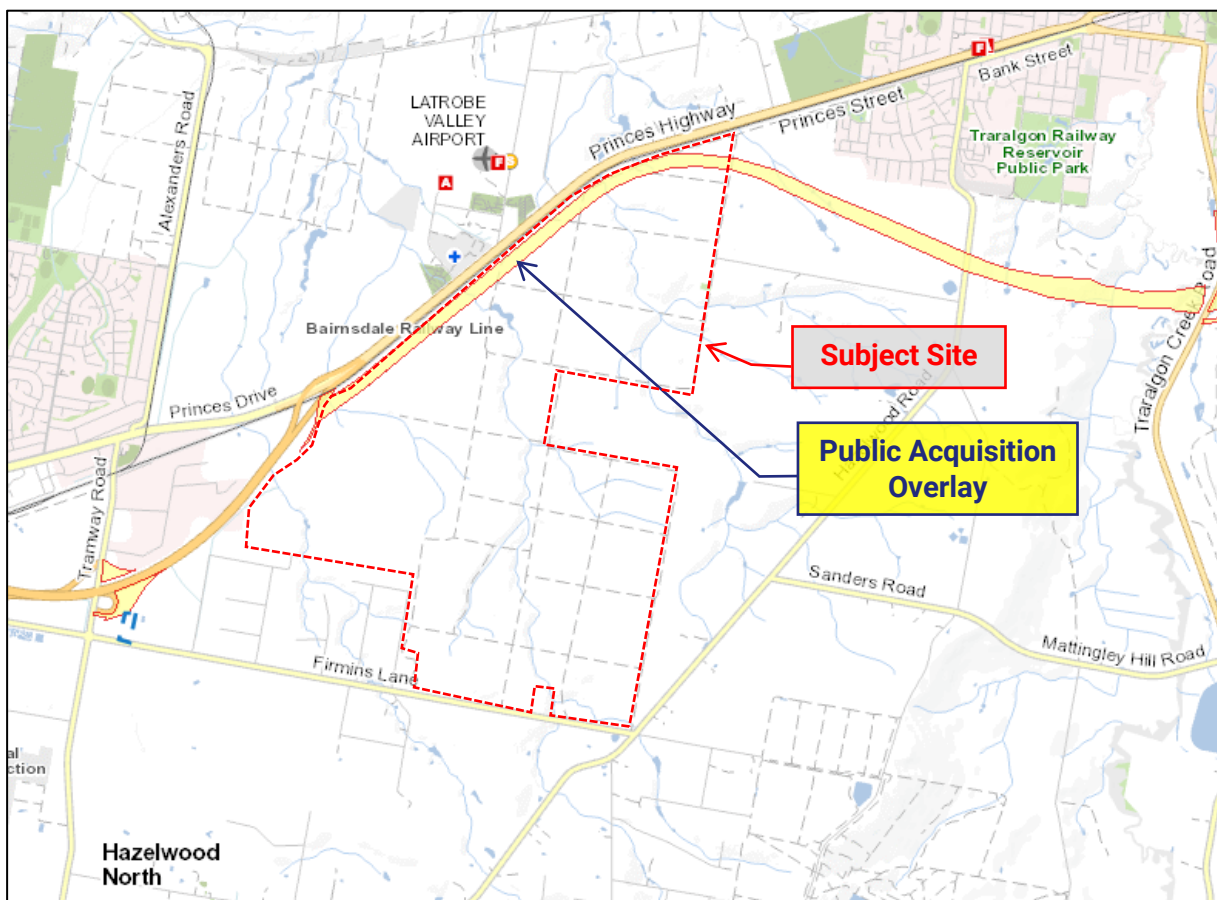 Alexanders Road
LATROBE
VALLEY
AIRPORT
F
A
Princes Highway
Princes Street
F
Bank Street
Traralgon Railway
Reservoir
Public Park
Bairnsdale Railway Line
Subject Site
Public Acquisition
Overlay
Princes Drive
Tramway Road
Road
Traralgon Creek Road
Sanders Road
Mattingley Hill Road
Firmins Lane
Hazelwood
North